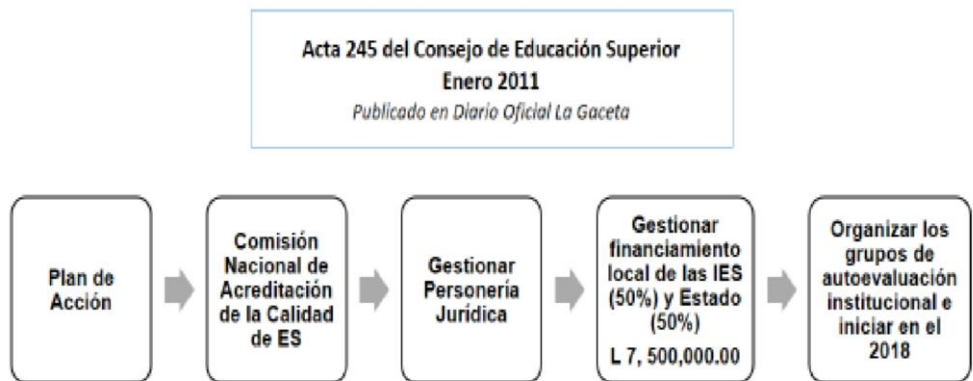 Acta 245 del Consejo de Educación Superior
Enero 2011
Publicado en Diario Oficial La Gaceta
Plan de
Acción
Comisión
Nacional de
Acreditación
de la Calidad
de ES
Gestionar
Personería
Jurídica
Gestionar
financiamiento
local de las IES
(50%) y Estado
(50%)
L 7, 500,000.00
Organizar los
grupos de
autoevaluación
institucional e
iniciar en el
2018